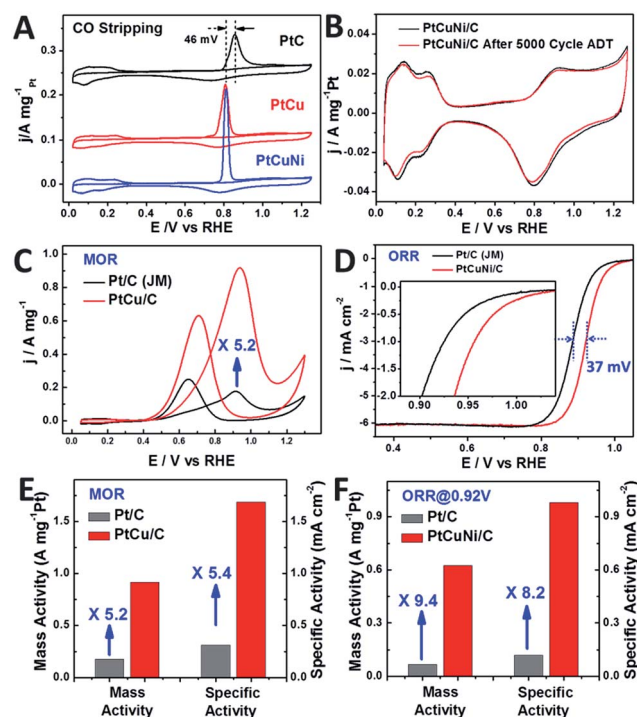 A
CO Stripping
46 mV
PtC
PtCu
PtCuNi
j/A mg⁻¹Pt
0.3
0.2
0.1
0.0
0.0 0.2 0.4 0.6 0.8 1.0 1.2
E /V vs RHE
B
PtCuNi/C
PtCuNi/C After 5000 Cycle ADT
j / A mg⁻¹Pt
0.04
0.02
0.00
-0.02
-0.04
0.0 0.2 0.4 0.6 0.8 1.0 1.2
E / V vs RHE
C
MOR
Pt/C (JM)
PtCu/C
X 5.2
j / A mg⁻¹
1.0
0.8
0.6
0.4
0.2
0.0
0.0 0.2 0.4 0.6 0.8 1.0 1.2
E / V vs RHE
D
ORR
Pt/C (JM)
PtCuNi/C
37 mV
j / mA cm⁻²
0
-1
-2
-3
-4
-5
-6
0.0
-0.5
-1.0
-1.5
-2.0
0.90 0.95 1.00
0.4 0.6 0.8 1.0
E / V vs RHE
E
MOR
Pt/C
PtCu/C
X 5.2
X 5.4
Mass Activity (A mg⁻¹Pt)
1.5
1.0
0.5
0.0
Specific Activity (mA cm⁻²)
1.5
1.0
0.5
0.0
Mass Activity
Specific Activity
F
ORR@0.92V
Pt/C
PtCuNi/C
X 9.4
X 8.2
Mass Activity (A mg⁻¹Pt)
0.9
0.6
0.3
0.0
Specific Activity (mA cm⁻²)
0.9
0.6
0.3
0.0
Mass Activity
Specific Activity